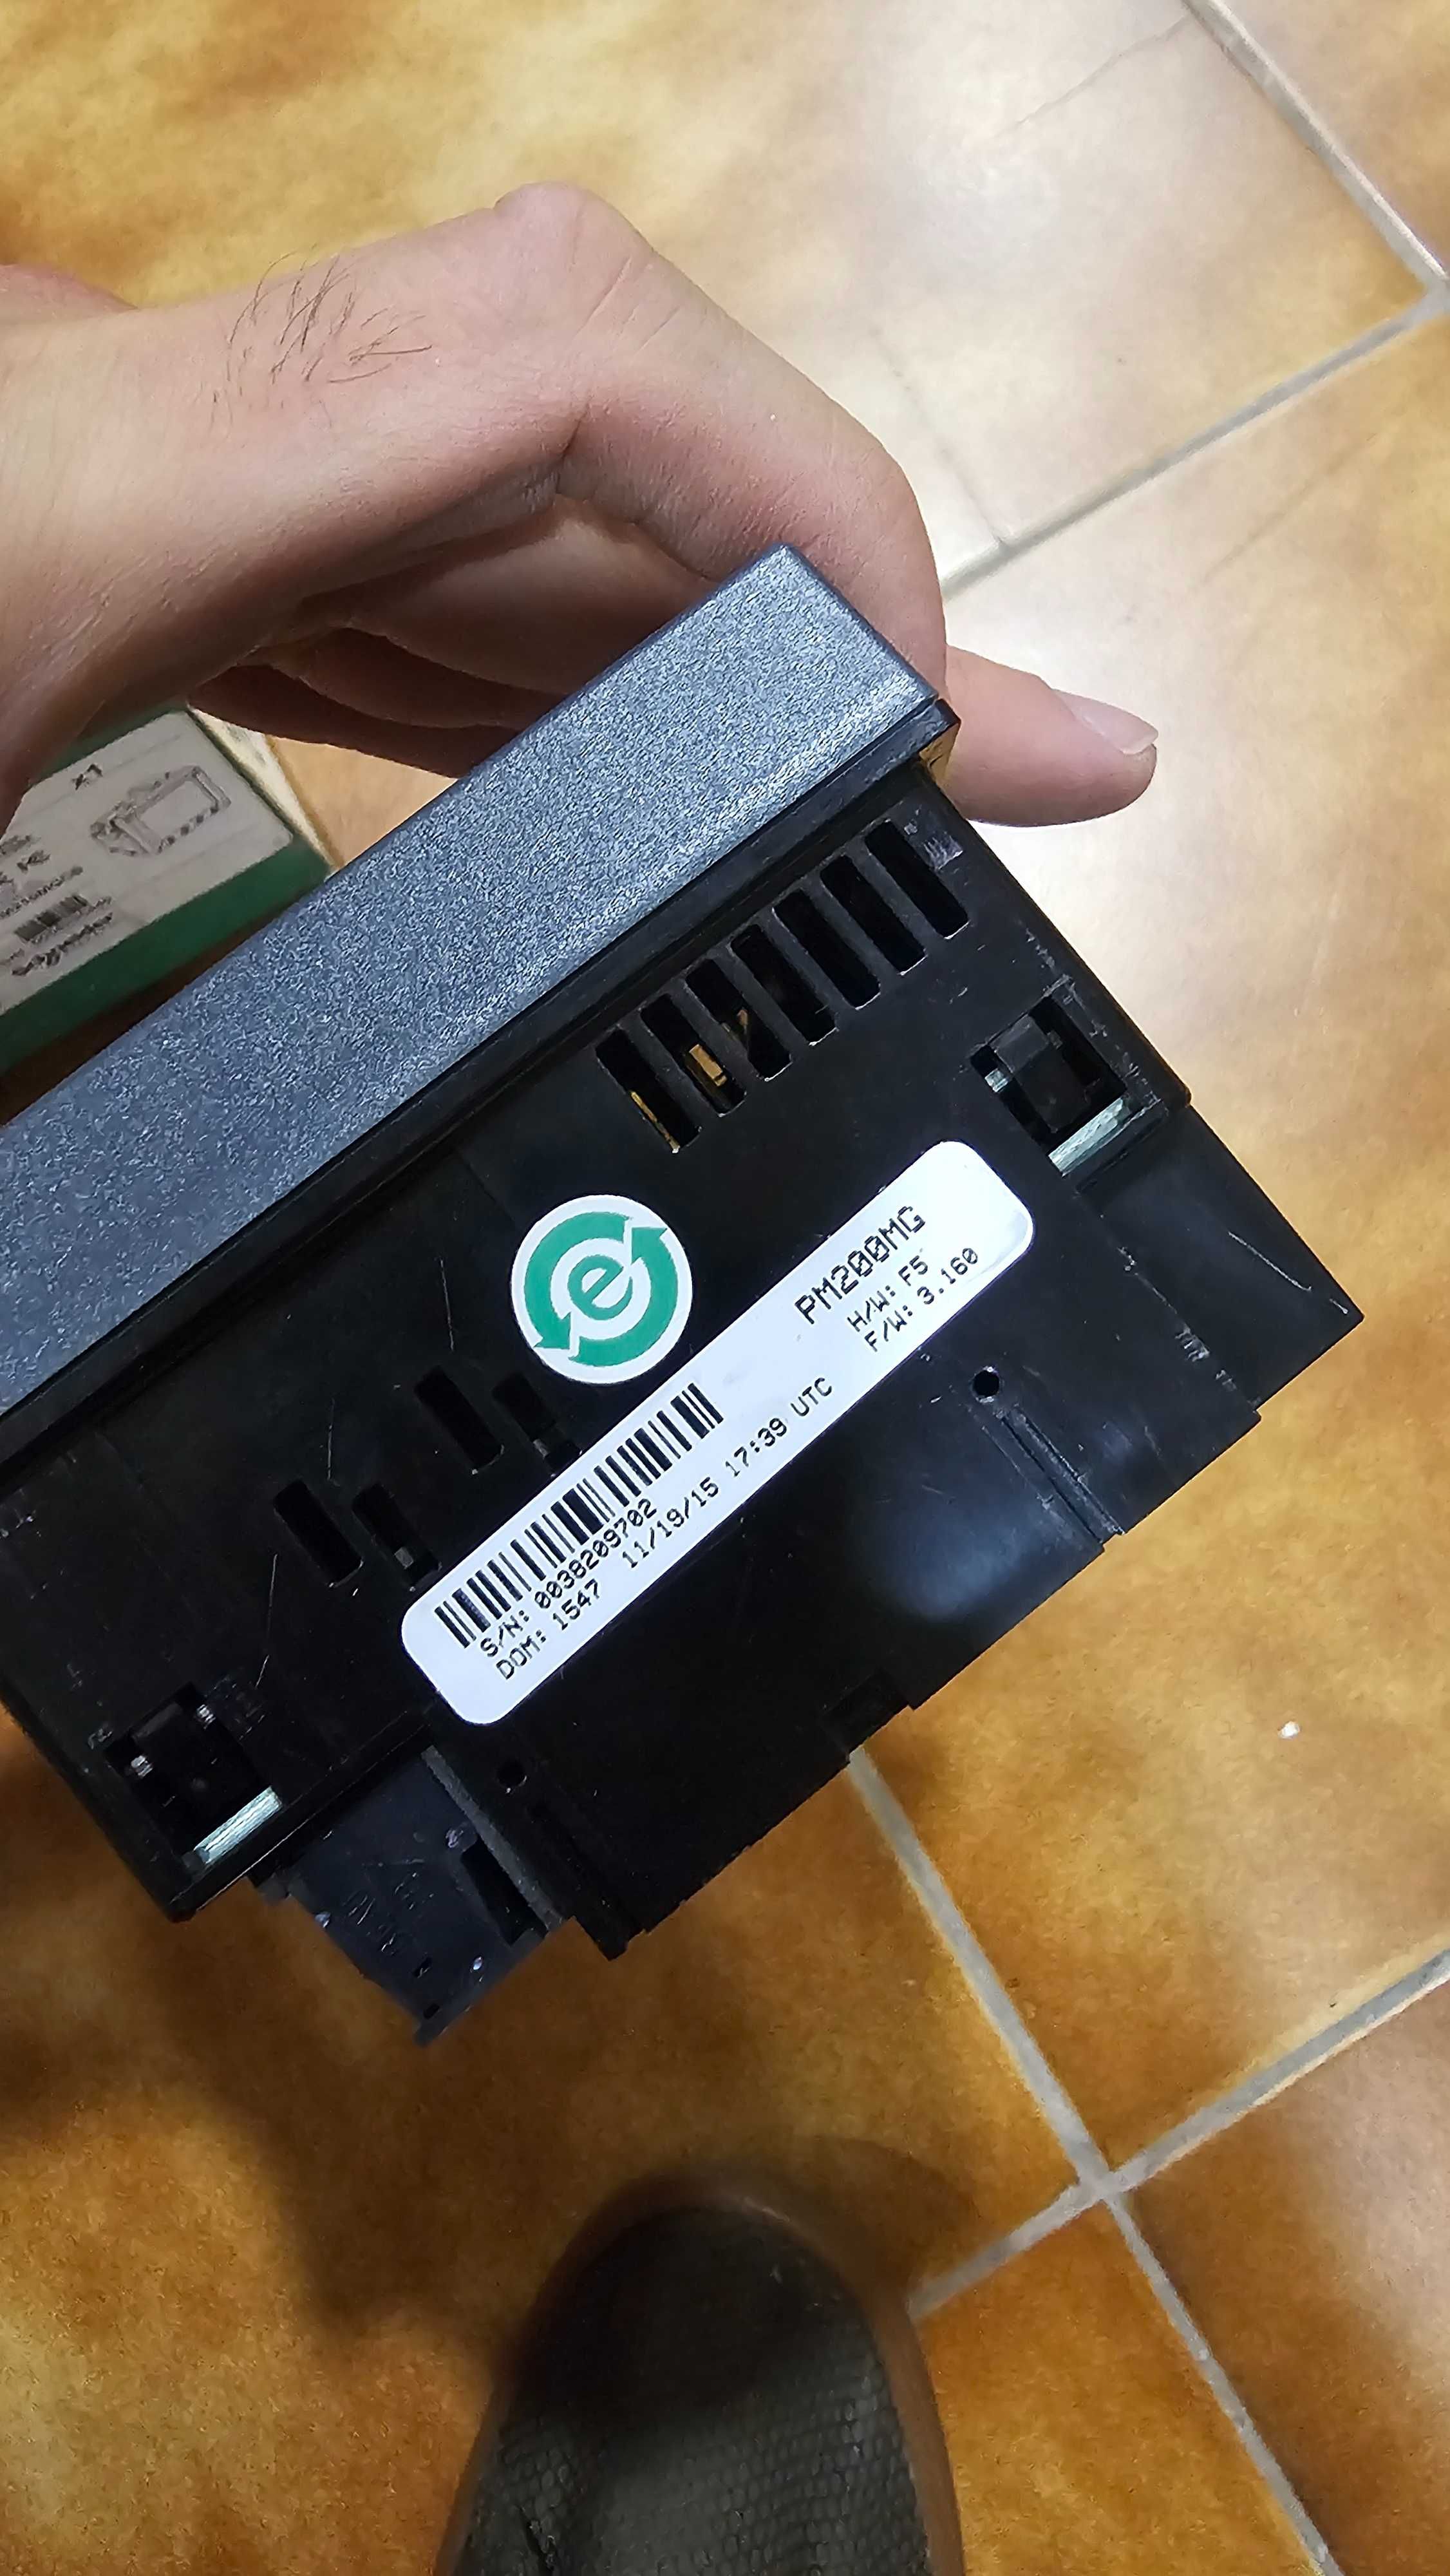 PM200MG
H/W: F5
F/W: 3.160
S/N: 0038209702
DOM: 1547 11/19/15 17:39 UTC
e
x1